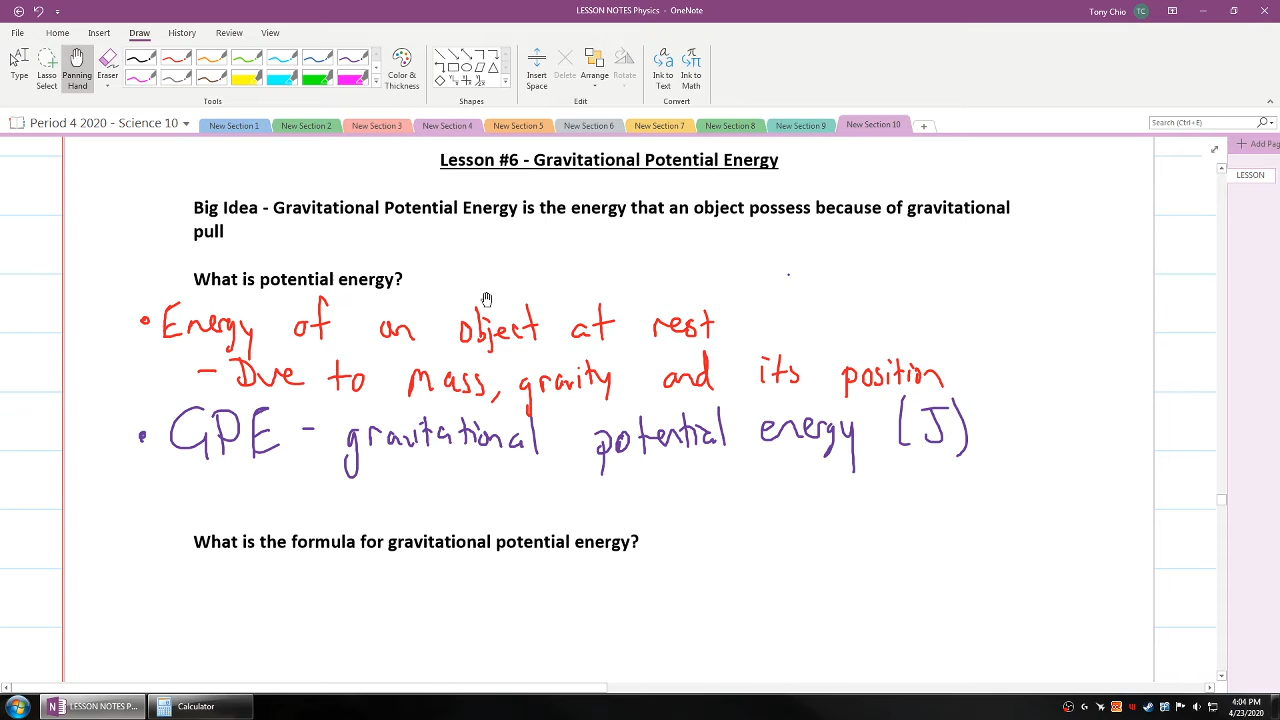 LESSON NOTES Physics - OneNote
Tony Chio TC
File Home Insert Draw History Review View
Type
Lasso Select
Panning Hand
Eraser
Color & Thickness
Insert Space
Delete
Arrange
Rotate
Ink to Text
Ink to Math
Tools
Shapes
Edit
Convert
Period 4 2020 - Science 10
New Section 1 New Section 2 New Section 3 New Section 4 New Section 5 New Section 6 New Section 7 New Section 8 New Section 9 New Section 10
Search (Ctrl+E)
Add Pag
LESSON
Lesson #6 - Gravitational Potential Energy
Big Idea - Gravitational Potential Energy is the energy that an object possess because of gravitational
pull
What is potential energy?
• Energy of an object at rest
- Due to mass, gravity and its position
• GPE - gravitational potential energy (J)
What is the formula for gravitational potential energy?
LESSON NOTES P...
Calculator
4:04 PM
4/23/2020